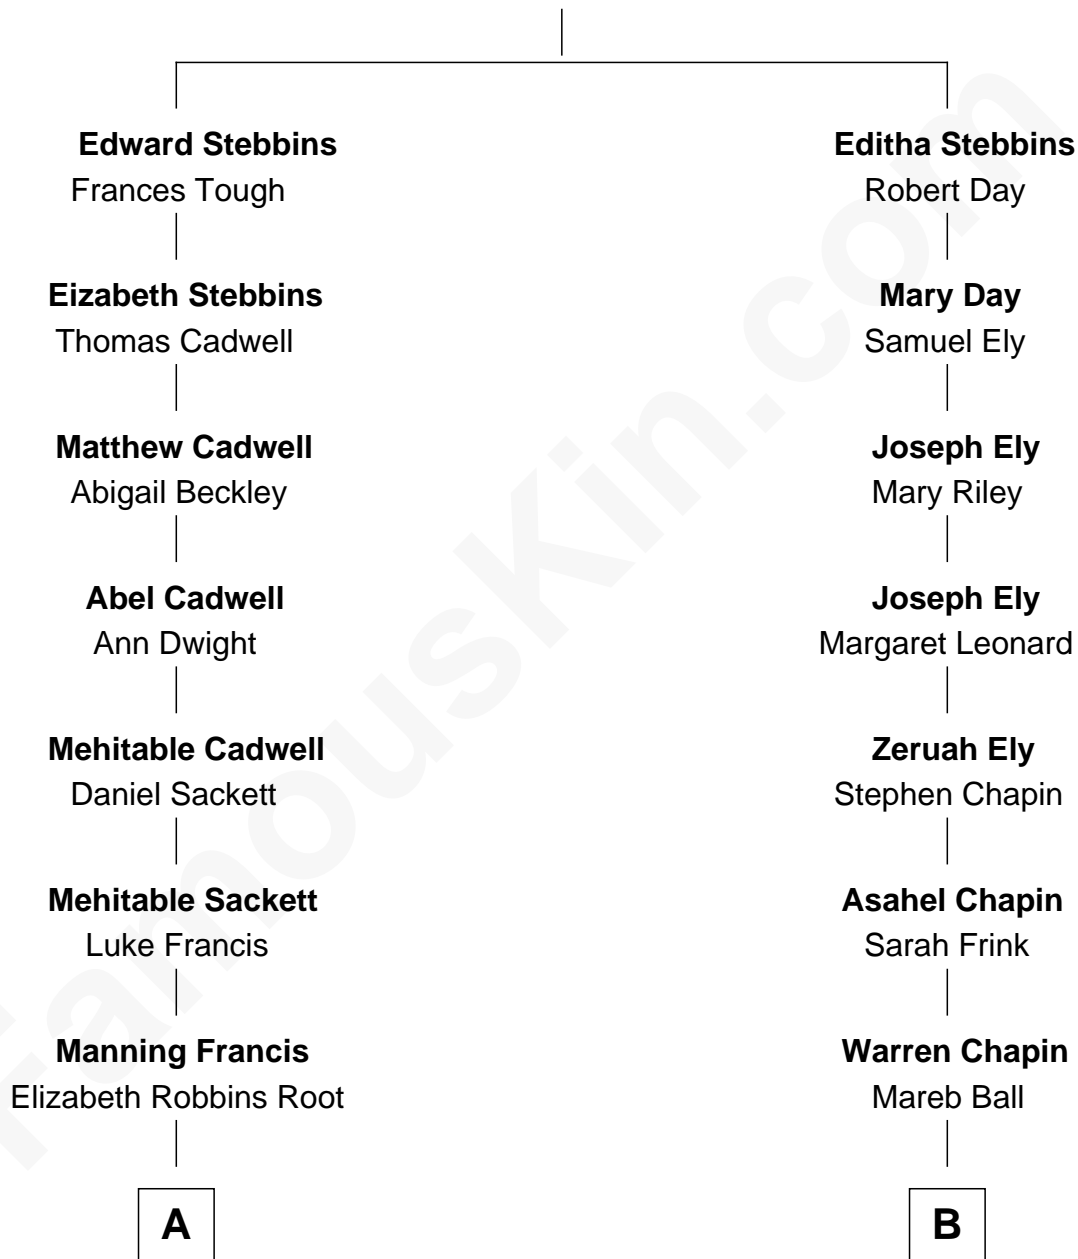 Edward Stebbins
Frances Tough
Eizabeth Stebbins
Thomas Cadwell
Matthew Cadwell
Abigail Beckley
Abel Cadwell
Ann Dwight
Mehitable Cadwell
Daniel Sackett
Mehitable Sackett
Luke Francis
Manning Francis
Elizabeth Robbins Root
A
Editha Stebbins
Robert Day
Mary Day
Samuel Ely
Joseph Ely
Mary Riley
Joseph Ely
Margaret Leonard
Zeruah Ely
Stephen Chapin
Asahel Chapin
Sarah Frink
Warren Chapin
Mareb Ball
B
FamousKin.com